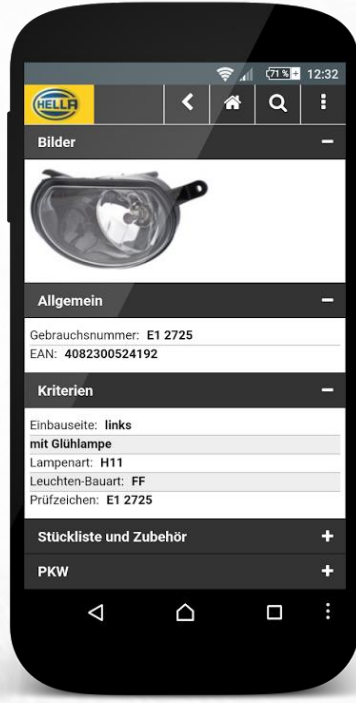 71% 12:32
HELLA
Bilder
Allgemein
Gebrauchsnummer: E1 2725
EAN: 4082300524192
Kriterien
Einbauseite: links
mit Glühlampe
Lampenart: H11
Leuchten-Bauart: FF
Prüfzeichen: E1 2725
Stückliste und Zubehör
PKW